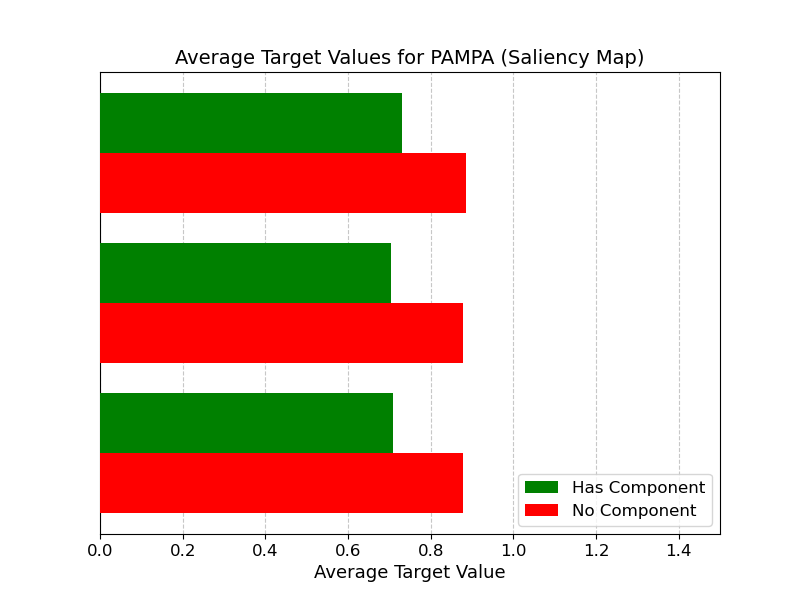 Average Target Values for PAMPA (Saliency Map)
Has Component
No Component
0.0 0.2 0.4 0.6 0.8 1.0 1.2 1.4
Average Target Value